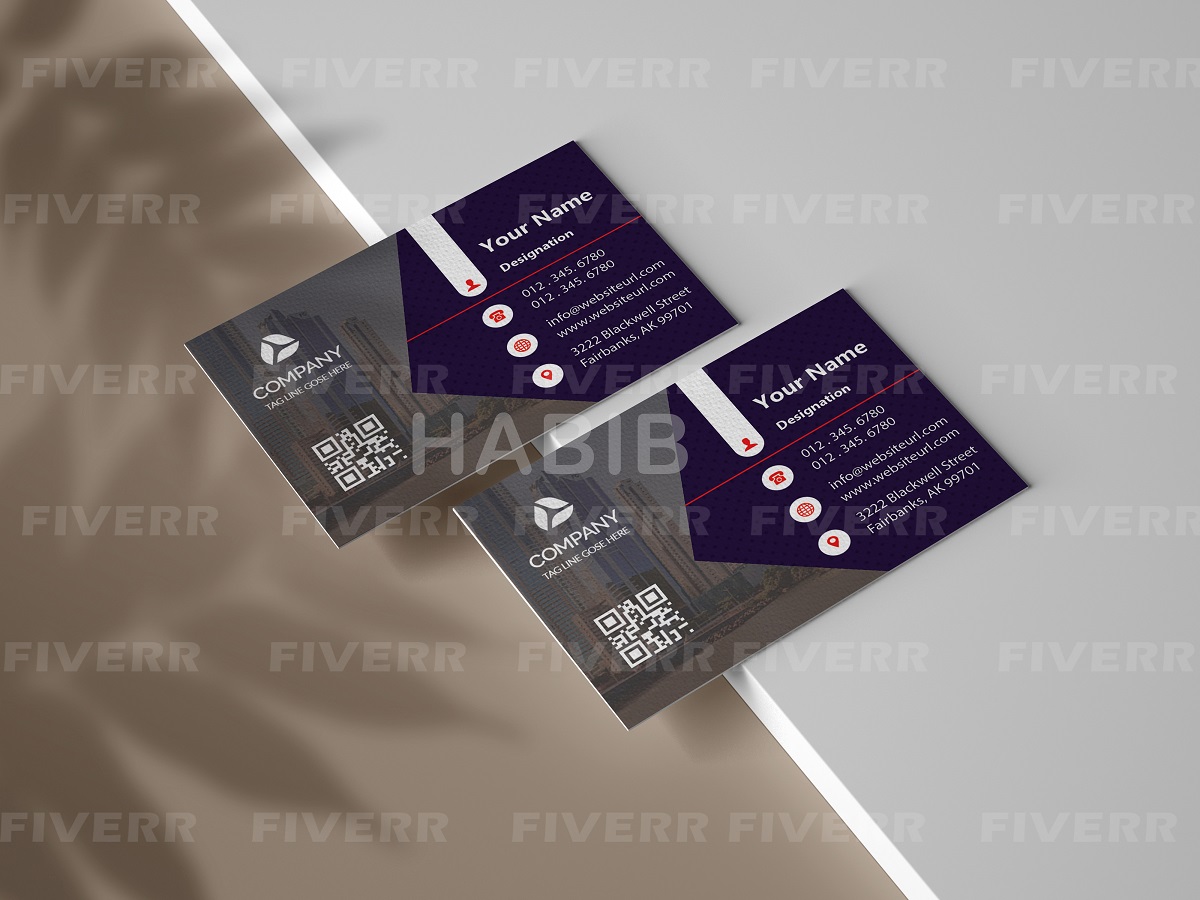 FIVERR FIVERR FIVERR FIVERR FIVERR
FIVERR FIVERR FIVERR FIVERR FIVERR
Your Name
Designation
012 . 345. 6780
012 . 345. 6780
info@websiteurl.com
www.websiteurl.com
3222 Blackwell Street
Fairbanks, AK 99701
COMPANY
TAG LINE GOSE HERE
FIVERR FIVERR FIVERR FIVERR FIVERR
HABIB
Your Name
Designation
012 . 345. 6780
012 . 345. 6780
info@websiteurl.com
www.websiteurl.com
3222 Blackwell Street
Fairbanks, AK 99701
COMPANY
TAG LINE GOSE HERE
FIVERR FIVERR FIVERR FIVERR FIVERR
FIVERR FIVERR FIVERR FIVERR FIVERR
FIVERR FIVERR FIVERR FIVERR FIVERR